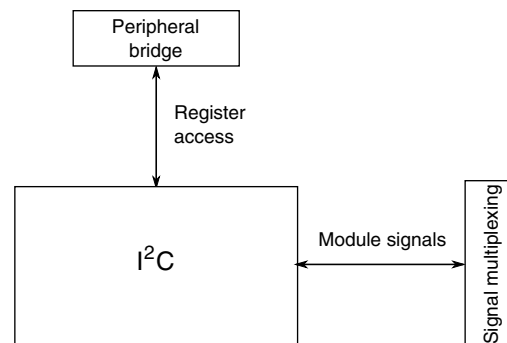 Peripheral
bridge
Register
access
I²C
Module signals
Signal multiplexing